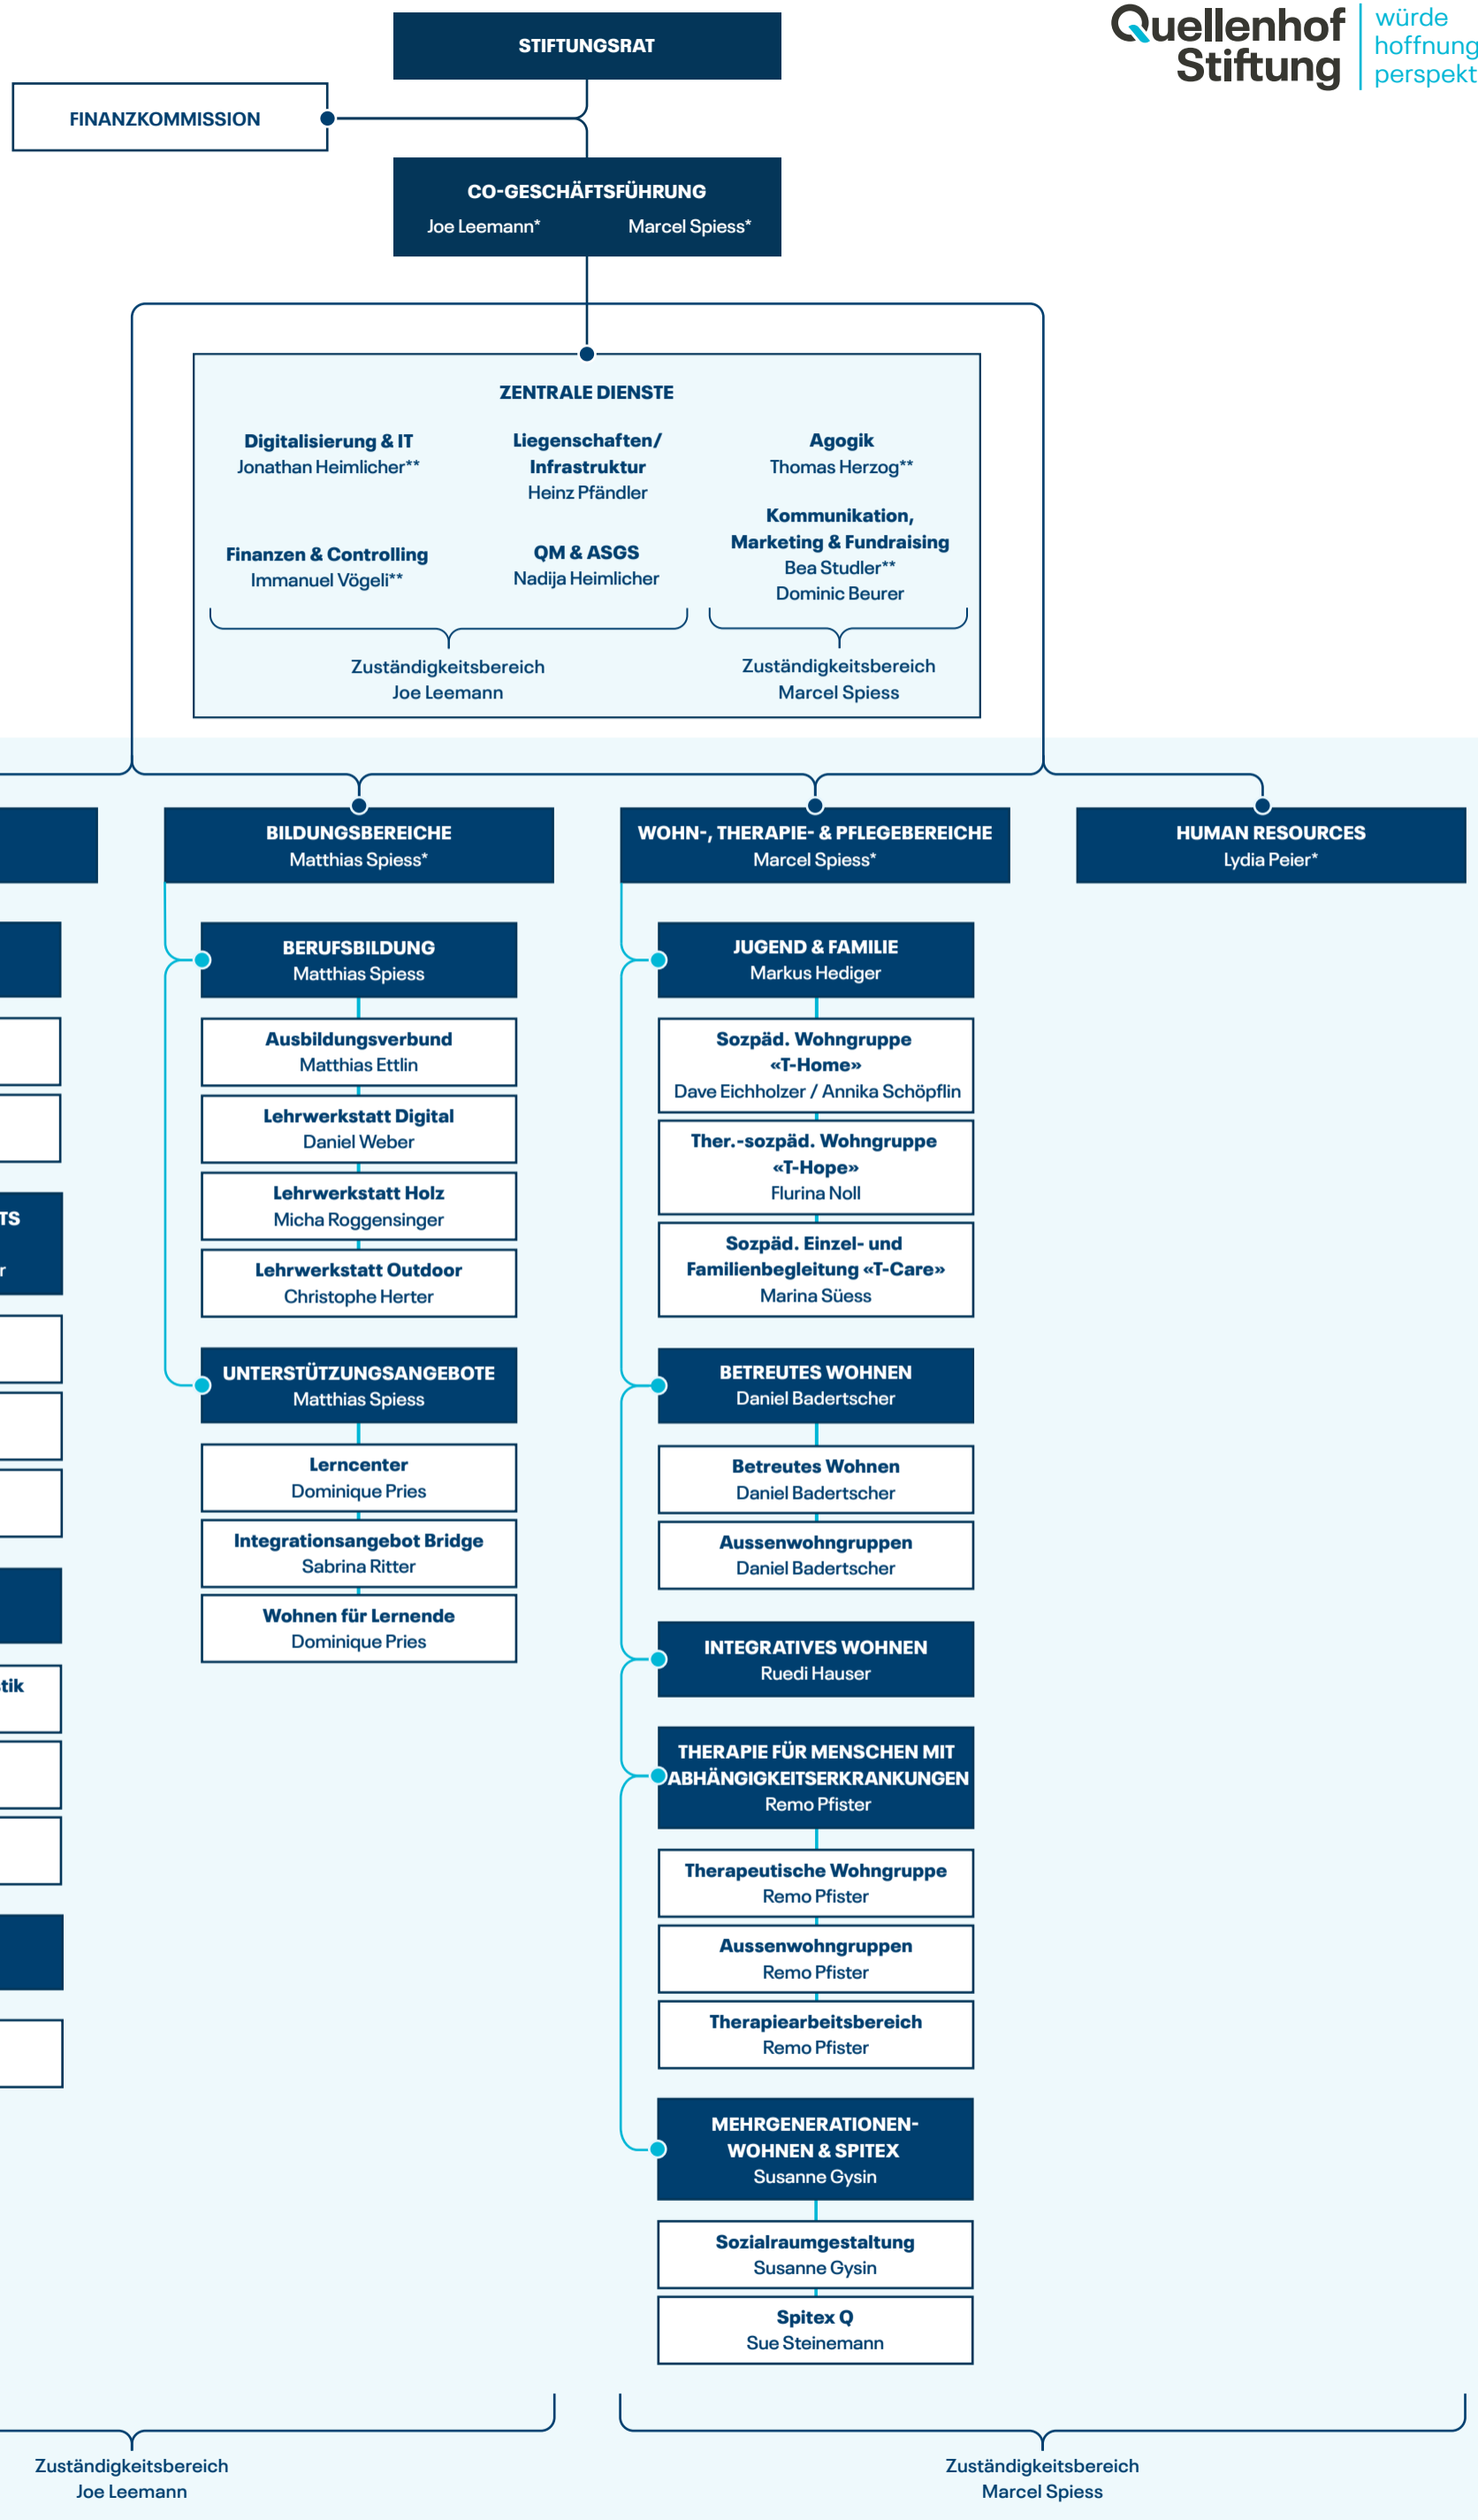 Quellenhof
Stiftung
würde
hoffnung
perspekt
STIFTUNGSRAT
FINANZKOMMISSION
CO-GESCHÄFTSFÜHRUNG
Joe Leemann* Marcel Spiess*
ZENTRALE DIENSTE
Digitalisierung & IT
Jonathan Heimlicher**
Liegenschaften/
Infrastruktur
Heinz Pfändler
Agogik
Thomas Herzog**
Finanzen & Controlling
Immanuel Vögeli**
QM & ASGS
Nadija Heimlicher
Kommunikation,
Marketing & Fundraising
Bea Studler**
Dominic Beurer
Zuständigkeitsbereich
Joe Leemann
Zuständigkeitsbereich
Marcel Spiess
TS
r
tik
BILDUNGSBEREICHE
Matthias Spiess*
BERUFSBILDUNG
Matthias Spiess
Ausbildungsverbund
Matthias Ettlin
Lehrwerkstatt Digital
Daniel Weber
Lehrwerkstatt Holz
Micha Roggensinger
Lehrwerkstatt Outdoor
Christophe Herter
UNTERSTÜTZUNGSANGEBOTE
Matthias Spiess
Lerncenter
Dominique Pries
Integrationsangebot Bridge
Sabrina Ritter
Wohnen für Lernende
Dominique Pries
WOHN-, THERAPIE- & PFLEGEBEREICHE
Marcel Spiess*
JUGEND & FAMILIE
Markus Hediger
Sozpäd. Wohngruppe
«T-Home»
Dave Eichholzer / Annika Schöpflin
Ther.-sozpäd. Wohngruppe
«T-Hope»
Flurina Noll
Sozpäd. Einzel- und
Familienbegleitung «T-Care»
Marina Süess
BETREUTES WOHNEN
Daniel Badertscher
Betreutes Wohnen
Daniel Badertscher
Aussenwohngruppen
Daniel Badertscher
INTEGRATIVES WOHNEN
Ruedi Hauser
THERAPIE FÜR MENSCHEN MIT
ABHÄNGIGKEITSERKRANKUNGEN
Remo Pfister
Therapeutische Wohngruppe
Remo Pfister
Aussenwohngruppen
Remo Pfister
Therapiearbeitsbereich
Remo Pfister
MEHRGENERATIONEN-
WOHNEN & SPITEX
Susanne Gysin
Sozialraumgestaltung
Susanne Gysin
Spitex Q
Sue Steinemann
HUMAN RESOURCES
Lydia Peier*
Zuständigkeitsbereich
Joe Leemann
Zuständigkeitsbereich
Marcel Spiess